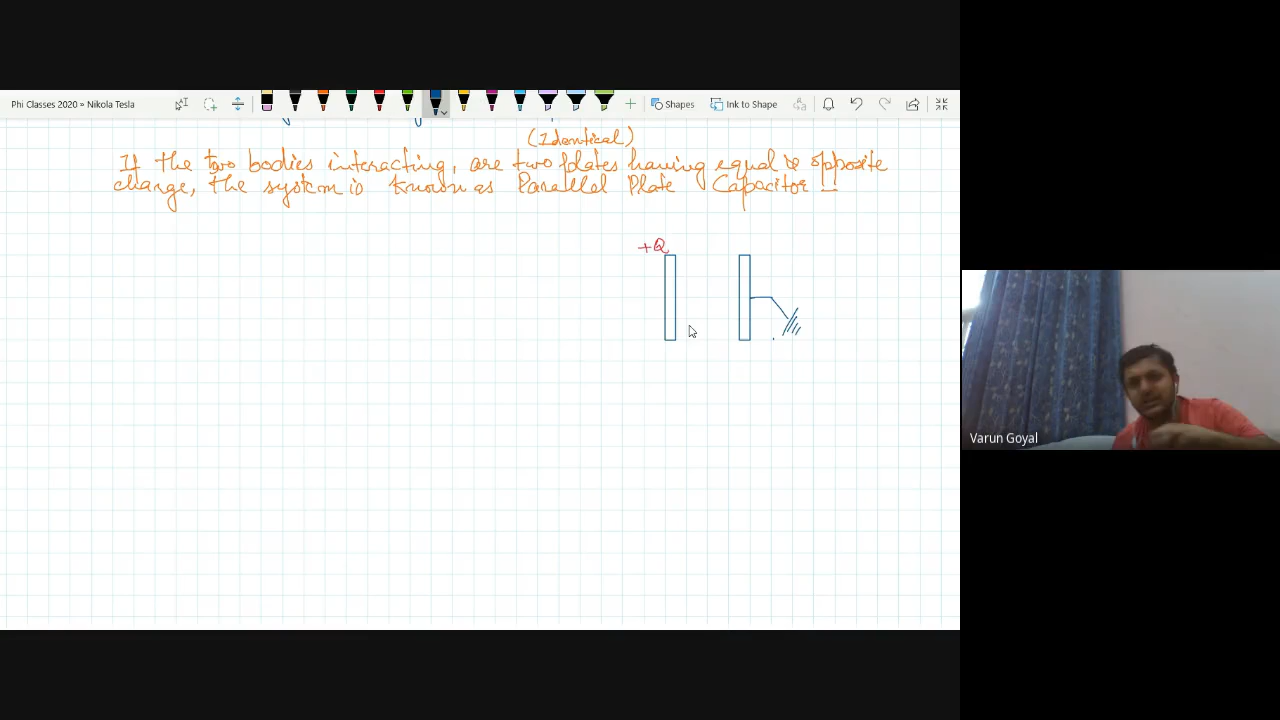 Phi Classes 2020 » Nikola Tesla
Shapes
Ink to Shape
(Identical)
If the two bodies interacting, are two plates having equal & opposite
charge, the system is known as Parallel Plate Capacitor !-
+Q
Varun Goyal